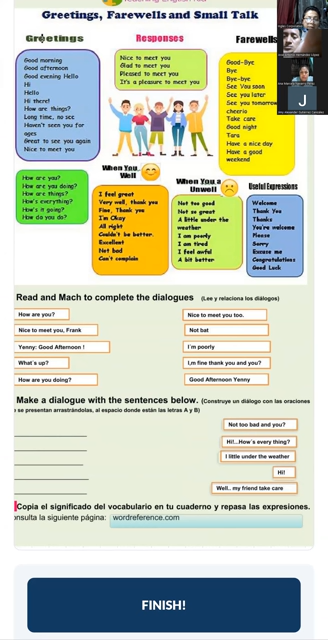 Greetings, Farewells and Small Talk
Greetings
Responses
Farewells
Good morning
Good afternoon
Good evening Hello
Hi
Hello
Hi there!
How are things?
Long time, no see
Haven't seen you for
ages
Great to see you again
Nice to meet you
Nice to meet you
Glad to meet you
Pleased to meet you
It's a pleasure to meet you
Good-Bye
Bye
Bye-bye
See You soon
See you later
See you tomorrow
cheerio
Take care
Good night
Tara
Have a nice day
Have a good
weekend
J
How are you?
How are you doing?
How are things?
How's everything?
How's it going?
How do you do?
When You
Well
I feel great
Very well, thank you
Fine, Thank you
I'm Okay
All right
Couldn't be better.
Excellent
Not bad
Can't complain
When You a
Unwell
Not too good
Not so great
A little under the
weather
I am poorly
I am tired
I feel awful
A bit better
Useful Expressions
Welcome
Thank You
Thanks
You're welcome
Please
Sorry
Excuse me
Congratulations
Good Luck
Read and Mach to complete the dialogues (Lee y relaciona los diálogos)
How are you?
Nice to meet you, Frank
Yenny: Good Afternoon !
What´s up?
How are you doing?
Nice to meet you too.
Not bat
I´m poorly
I,m fine thank you and you?
Good Afternoon Yenny
Make a dialogue with the sentences below. (Construye un diálogo con las oraciones
se presentan arrastrándolas, al espacio donde están las letras A y B)
Not too bad and you?
Hi!...How´s every thing?
I little under the weather
Hi!
Well.. my friend take care
Copia el significado del vocabulario en tu cuaderno y repasa las expresiones.
onsulta la siguiente página: wordreference.com
FINISH!